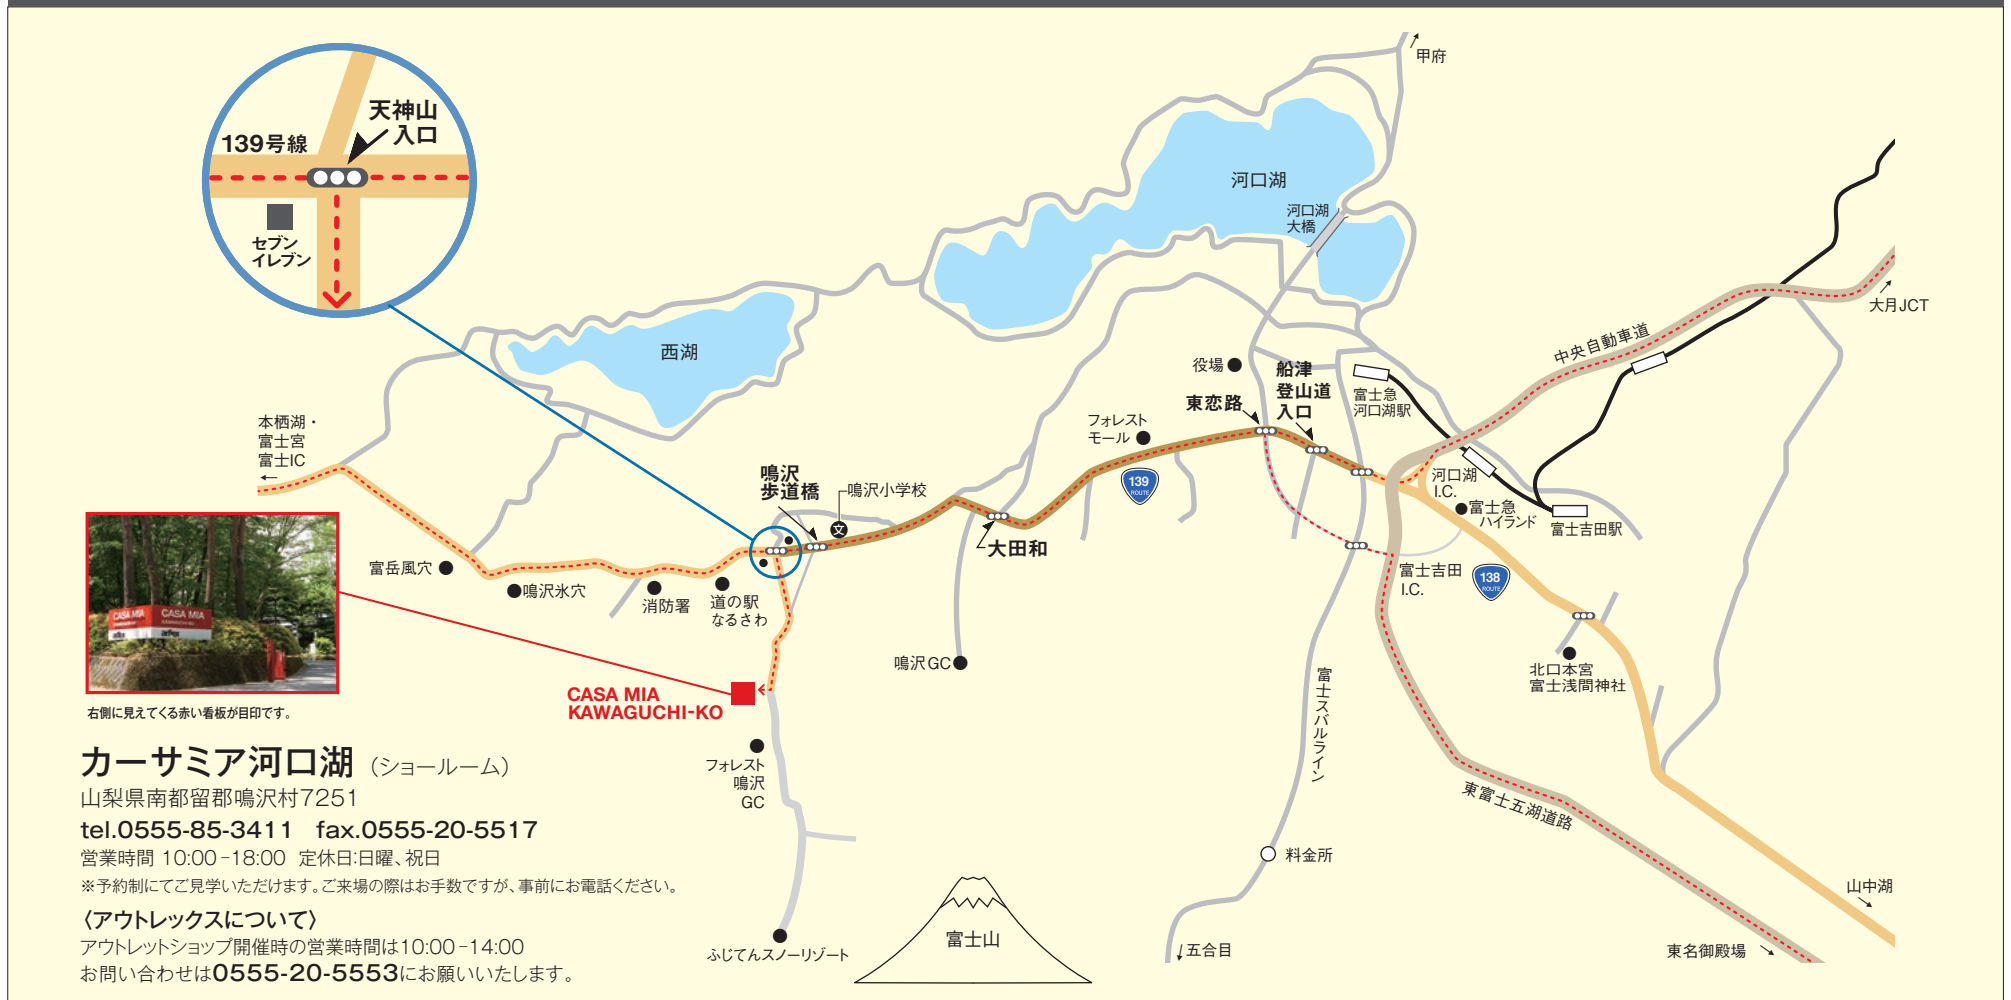 天神山
入口
139号線
セブン
イレブン
甲府
河口湖
河口湖
大橋
大月JCT
中央自動車道
西湖
役場
船津
登山道
入口
東恋路
富士急
河口湖駅
フォレスト
モール
本栖湖・
富士宮
富士IC
鳴沢
歩道橋
鳴沢小学校
文
139
ROUTE
河口湖
I.C.
富士急
ハイランド
富士吉田駅
大田和
富岳風穴
鳴沢氷穴
消防署
道の駅
なるさわ
富士吉田
I.C.
138
ROUTE
CASA MIA
CASA MIA
鳴沢GC
北口本宮
富士浅間神社
富士スバルライン
CASA MIA
KAWAGUCHI-KO
右側に見えてくる赤い看板が目印です。
フォレスト
鳴沢
GC
カーサミア河口湖（ショールーム）
山梨県南都留郡鳴沢村7251
tel.0555-85-3411 fax.0555-20-5517
営業時間 10:00-18:00 定休日:日曜、祝日
※予約制にてご見学いただけます。ご来場の際はお手数ですが、事前にお電話ください。
〈アウトレックスについて〉
アウトレットショップ開催時の営業時間は10:00-14:00
お問い合わせは0555-20-5553にお願いいたします。
東富士五湖道路
料金所
山中湖
富士山
ふじてんスノーリゾート
五合目
東名御殿場